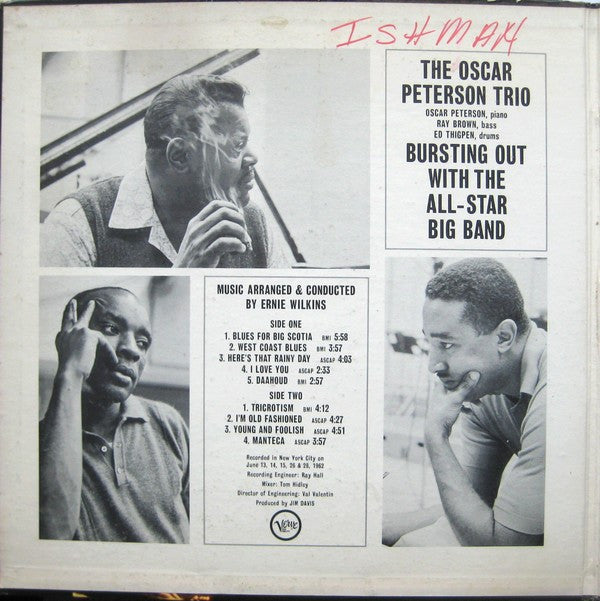 ISHMAN
THE OSCAR
PETERSON TRIO
OSCAR PETERSON, piano
RAY BROWN, bass
ED THIGPEN, drums
BURSTING OUT
WITH THE
ALL-STAR
BIG BAND
MUSIC ARRANGED & CONDUCTED
BY ERNIE WILKINS
SIDE ONE
1. BLUES FOR BIG SCOTIA BMI 5:58
2. WEST COAST BLUES BMI 3:57
3. HERE'S THAT RAINY DAY ASCAP 4:03
4. I LOVE YOU ASCAP 2:33
5. DAAHOUD BMI 2:57
SIDE TWO
1. TRICROTISM BMI 4:12
2. I'M OLD FASHIONED ASCAP 4:27
3. YOUNG AND FOOLISH ASCAP 4:51
4. MANTECA ASCAP 3:57
Recorded in New York City on
June 13, 14, 15, 26 & 28, 1962
Recording Engineer: Ray Hall
Mixer: Tom Hidley
Director of Engineering: Val Valentin
Produced by JIM DAVIS
Verve